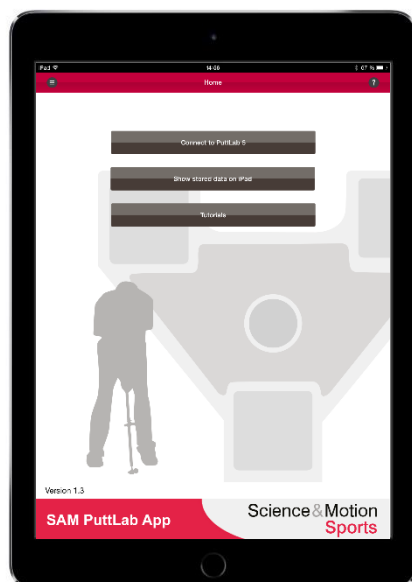 iPad 14:06 67 %
Home
Connect to PuttLab 5
Show stored data on iPad
Tutorials
Version 1.3
SAM PuttLab App
Science&Motion
Sports